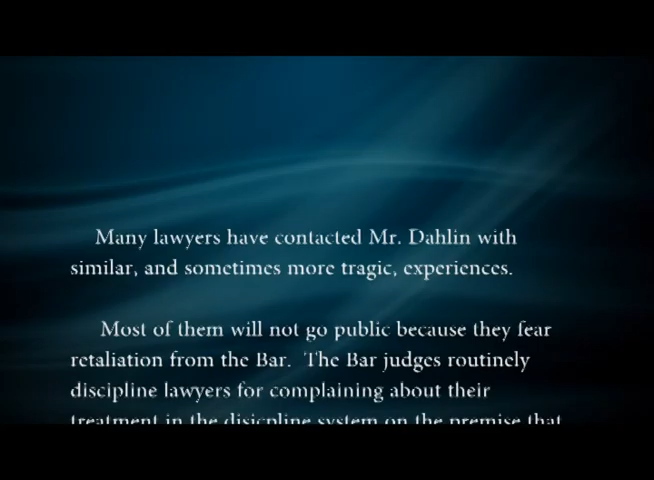 Many lawyers have contacted Mr. Dahlin with
similar, and sometimes more tragic, experiences.
Most of them will not go public because they fear
retaliation from the Bar. The Bar judges routinely
discipline lawyers for complaining about their
treatment in the disicpline system on the premise that